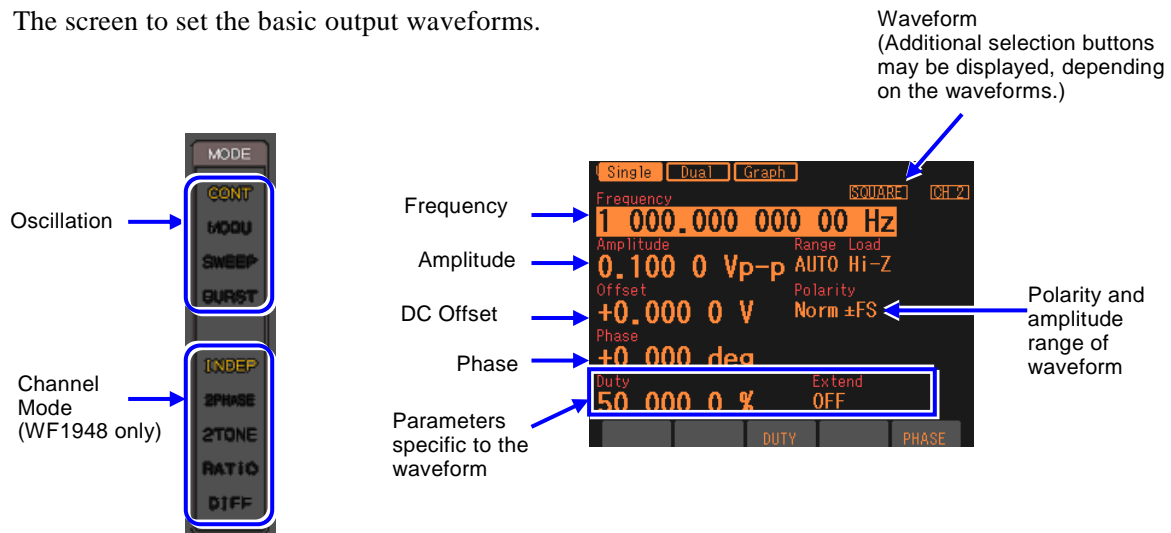 The screen to set the basic output waveforms.
Waveform
(Additional selection buttons
may be displayed, depending
on the waveforms.)
MODE
CONT
MODU
SWEEP
BURST
INDEP
2PHASE
2TONE
RATIO
DIFF
Oscillation
Channel
Mode
(WF1948 only)
Frequency
Amplitude
DC Offset
Phase
Parameters
specific to the
waveform
Single Dual Graph
SQUARE CH 2
Frequency
1 000.000 000 00 Hz
Amplitude Range Load
0.100 0 Vp-p AUTO Hi-Z
Offset Polarity
+0.000 0 V Norm ±FS
Phase
+0.000 deg
Duty Extend
50.000 0 % OFF
DUTY PHASE
Polarity and
amplitude
range of
waveform